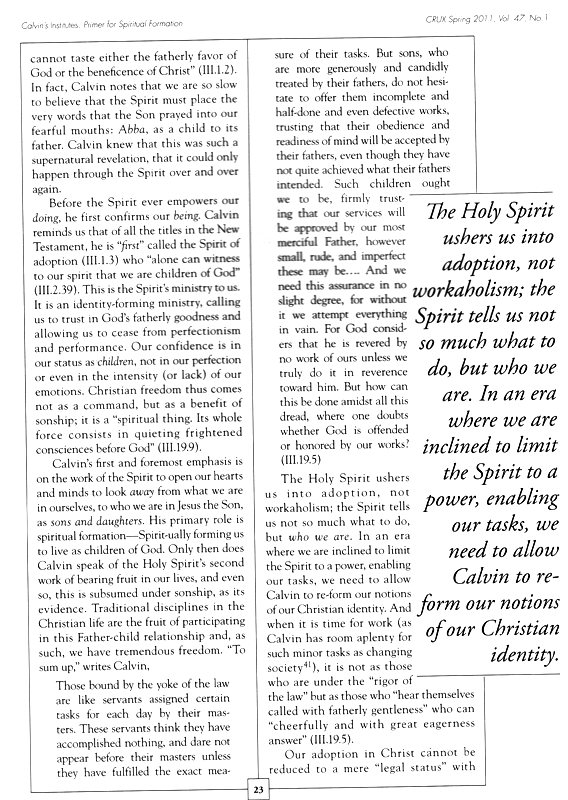 Calvin's Institutes, Primer for Spiritual Formation
CRUX Spring 2011, Vol. 47, No.1
cannot taste either the fatherly favor of
God or the beneficence of Christ” (III.1.2).
In fact, Calvin notes that we are so slow
to believe that the Spirit must place the
very words that the Son prayed into our
fearful mouths: Abba, as a child to its
father. Calvin knew that this was such a
supernatural revelation, that it could only
happen through the Spirit over and over
again.
Before the Spirit ever empowers our
doing, he first confirms our being. Calvin
reminds us that of all the titles in the New
Testament, he is “first” called the Spirit of
adoption (III.1.3) who “alone can witness
to our spirit that we are children of God”
(III.2.39). This is the Spirit’s ministry to us.
It is an identity-forming ministry, calling
us to trust in God’s fatherly goodness and
allowing us to cease from perfectionism
and performance. Our confidence is in
our status as children, not in our perfection
or even in the intensity (or lack) of our
emotions. Christian freedom thus comes
not as a command, but as a benefit of
sonship; it is a “spiritual thing. Its whole
force consists in quieting frightened
consciences before God” (III.19.9).
Calvin’s first and foremost emphasis is
on the work of the Spirit to open our hearts
and minds to look away from what we are
in ourselves, to who we are in Jesus the Son,
as sons and daughters. His primary role is
spiritual formation—Spirit-ually forming us
to live as children of God. Only then does
Calvin speak of the Holy Spirit’s second
work of bearing fruit in our lives, and even
so, this is subsumed under sonship, as its
evidence. Traditional disciplines in the
Christian life are the fruit of participating
in this Father-child relationship and, as
such, we have tremendous freedom. “To
sum up,” writes Calvin,
Those bound by the yoke of the law
are like servants assigned certain
tasks for each day by their mas-
ters. These servants think they have
accomplished nothing, and dare not
appear before their masters unless
they have fulfilled the exact mea-
sure of their tasks. But sons, who
are more generously and candidly
treated by their fathers, do not hesi-
tate to offer them incomplete and
half-done and even defective works,
trusting that their obedience and
readiness of mind will be accepted by
their fathers, even though they have
not quite achieved what their fathers
intended. Such children ought
we to be, firmly trust-
ing that our services will
be approved by our most
merciful Father, however
small, rude, and imperfect
these may be.… And we
need this assurance in no
slight degree, for without
it we attempt everything
in vain. For God consid-
ers that he is revered by
no work of ours unless we
truly do it in reverence
toward him. But how can
this be done amidst all this
dread, where one doubts
whether God is offended
or honored by our works?
(III.19.5)
The Holy Spirit ushers
us into adoption, not
workaholism; the Spirit tells
us not so much what to do,
but who we are. In an era
where we are inclined to limit
the Spirit to a power, enabling
our tasks, we need to allow
Calvin to re-form our notions
of our Christian identity. And
when it is time for work (as
Calvin has room aplenty for
such minor tasks as changing
society41), it is not as those
who are under the “rigor of
the law” but as those who “hear themselves
called with fatherly gentleness” who can
“cheerfully and with great eagerness
answer” (III.19.5).
Our adoption in Christ cannot be
reduced to a mere “legal status” with
The Holy Spirit
ushers us into
adoption, not
workaholism; the
Spirit tells us not
so much what to
do, but who we
are. In an era
where we are
inclined to limit
the Spirit to a
power, enabling
our tasks, we
need to allow
Calvin to re-
form our notions
of our Christian
identity.
23